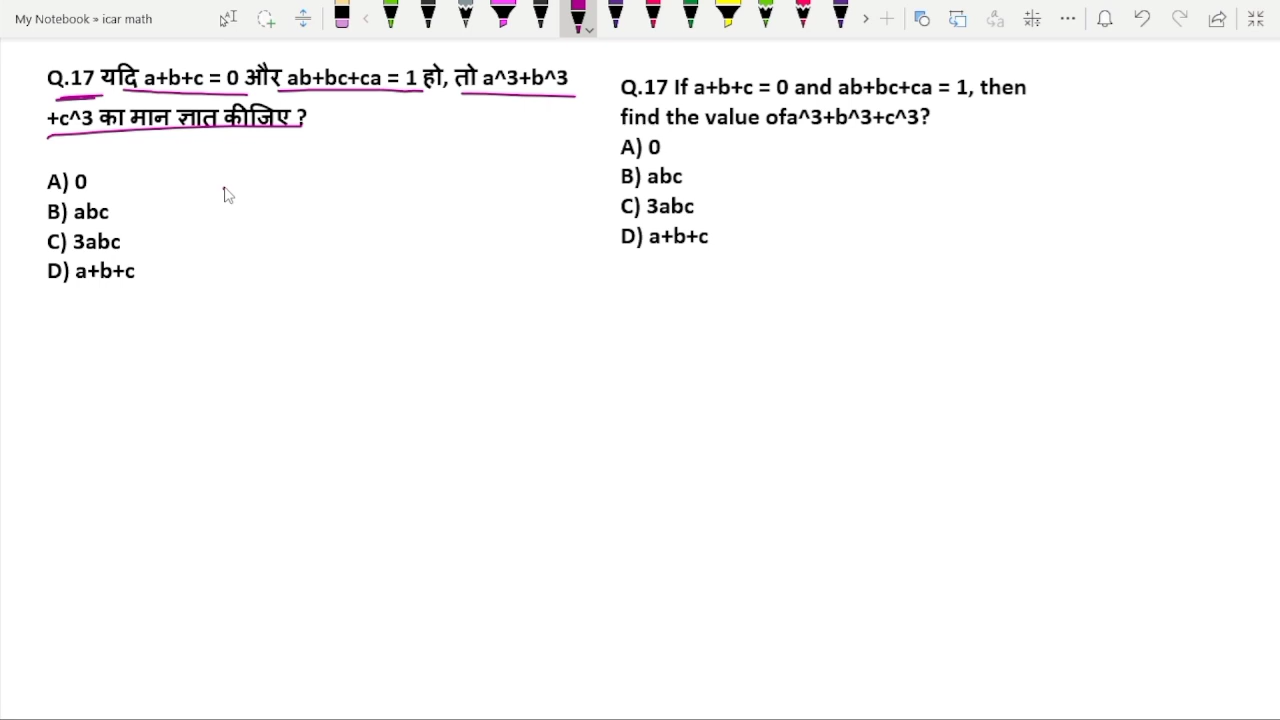 My Notebook » icar math
Q.17 यदि a+b+c = 0 और ab+bc+ca = 1 हो, तो a^3+b^3
+c^3 का मान ज्ञात कीजिए ?
A) 0
B) abc
C) 3abc
D) a+b+c
Q.17 If a+b+c = 0 and ab+bc+ca = 1, then
find the value ofa^3+b^3+c^3?
A) 0
B) abc
C) 3abc
D) a+b+c